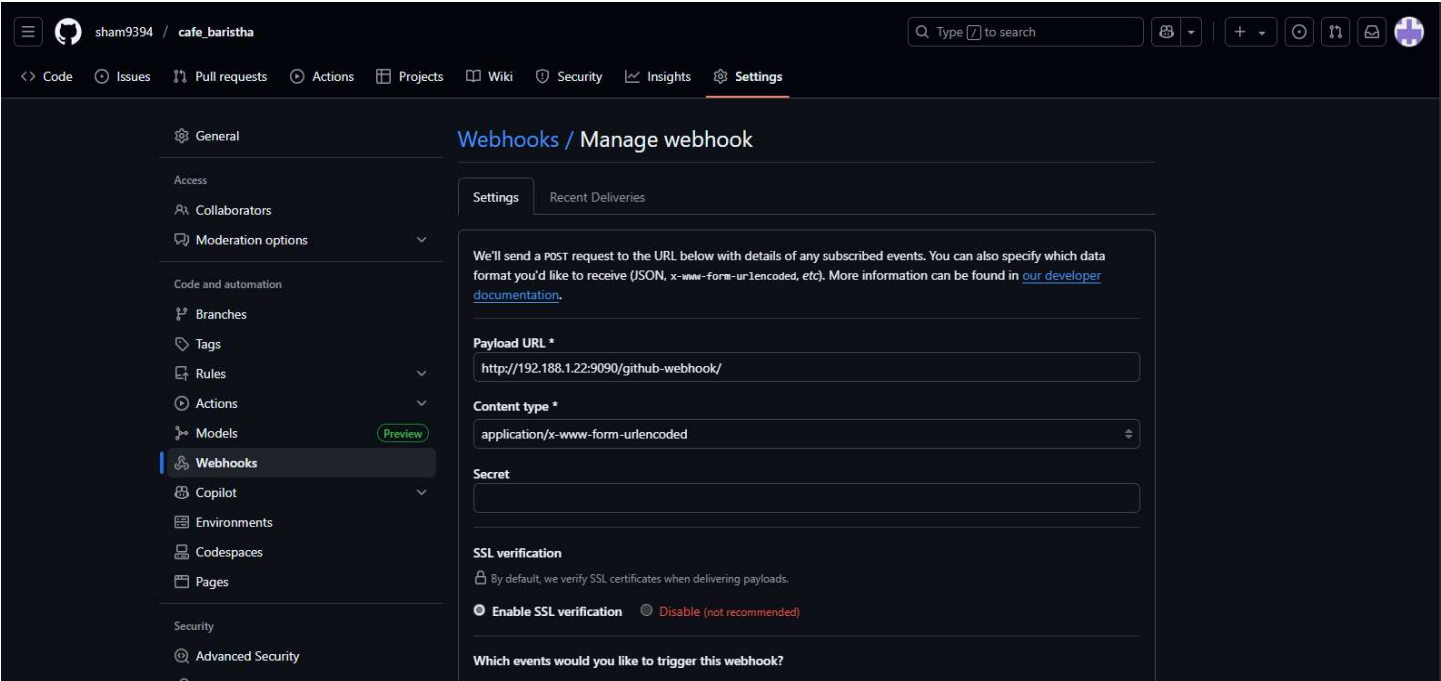 sham9394 / cafe_baristha
Type / to search
Code Issues Pull requests Actions Projects Wiki Security Insights Settings
General
Access
Collaborators
Moderation options
Code and automation
Branches
Tags
Rules
Actions
Models Preview
Webhooks
Copilot
Environments
Codespaces
Pages
Security
Advanced Security
Webhooks / Manage webhook
Settings Recent Deliveries
We'll send a POST request to the URL below with details of any subscribed events. You can also specify which data
format you'd like to receive (JSON, x-www-form-urlencoded, etc). More information can be found in our developer
documentation.
Payload URL *
http://192.188.1.22:9090/github-webhook/
Content type *
application/x-www-form-urlencoded
Secret
SSL verification
By default, we verify SSL certificates when delivering payloads.
Enable SSL verification Disable (not recommended)
Which events would you like to trigger this webhook?